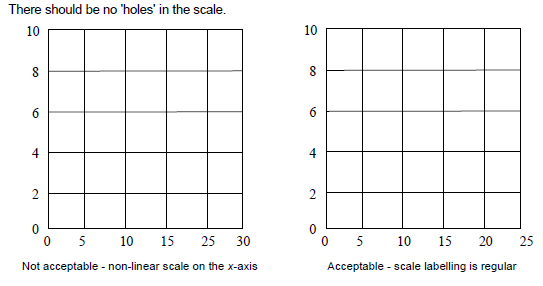 There should be no 'holes' in the scale.
10
8
6
4
2
0
0 5 10 15 25 30
Not acceptable - non-linear scale on the x-axis
10
8
6
4
2
0
0 5 10 15 20 25
Acceptable - scale labelling is regular